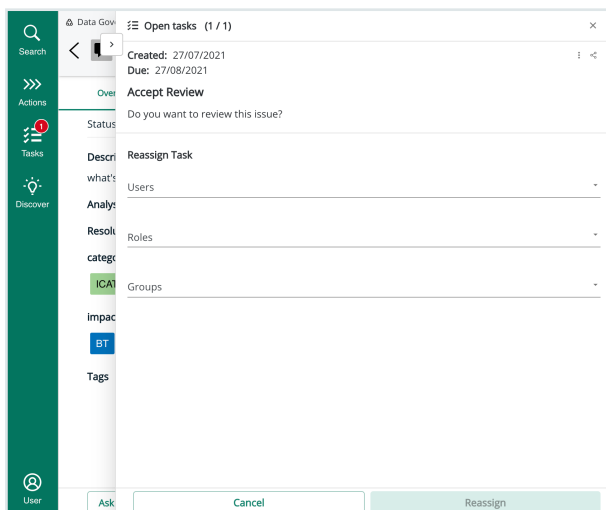 Search
Actions
1
Tasks
Discover
User
Data Gov
Over
Status
Descri
what's
Analys
Resolu
catego
ICAT
impac
BT
Tags
Ask
Open tasks (1 / 1)
Created: 27/07/2021
Due: 27/08/2021
Accept Review
Do you want to review this issue?
Reassign Task
Users
Roles
Groups
Cancel
Reassign